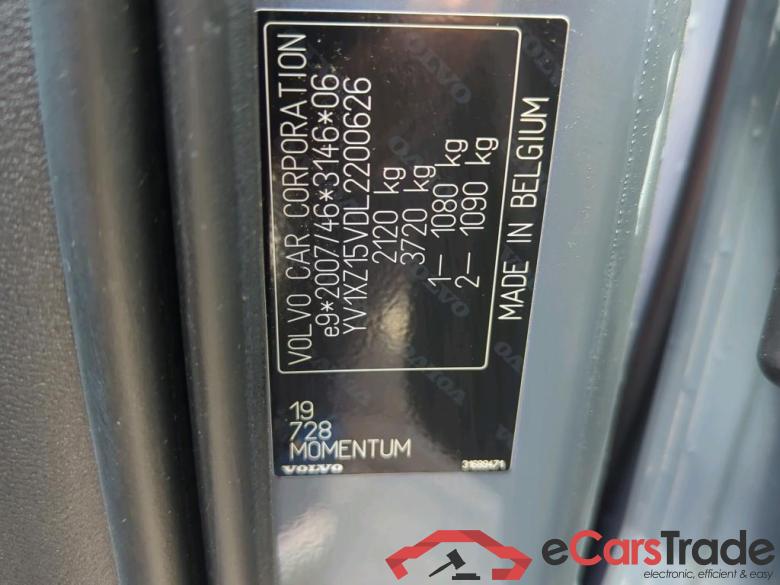 VOLVO CAR CORPORATION
e9*2007/46*3146*06
YV1XZ15VDL2200626
2120 kg
3720 kg
1— 1080 kg
2— 1090 kg
MADE IN BELGIUM
19
728
MOMENTUM
VOLVO
31699471
eCarsTrade
electronic, efficient & easy